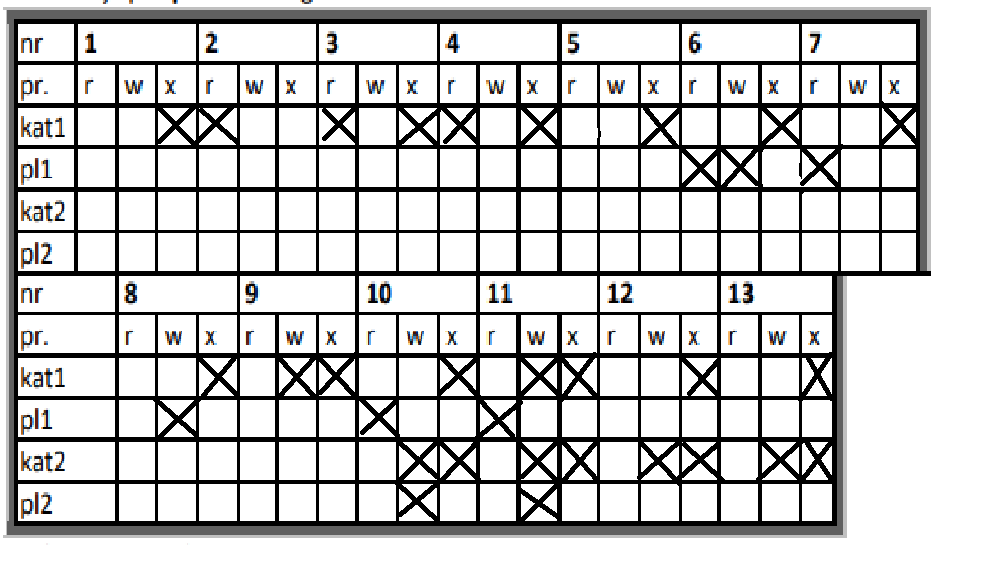 nr 1 2 3 4 5 6 7
pr. r w x r w x r w x r w x r w x r w x r w x
kat1
pl1
kat2
pl2
nr 8 9 10 11 12 13
pr. r w x r w x r w x r w x r w x r w x
kat1
pl1
kat2
pl2